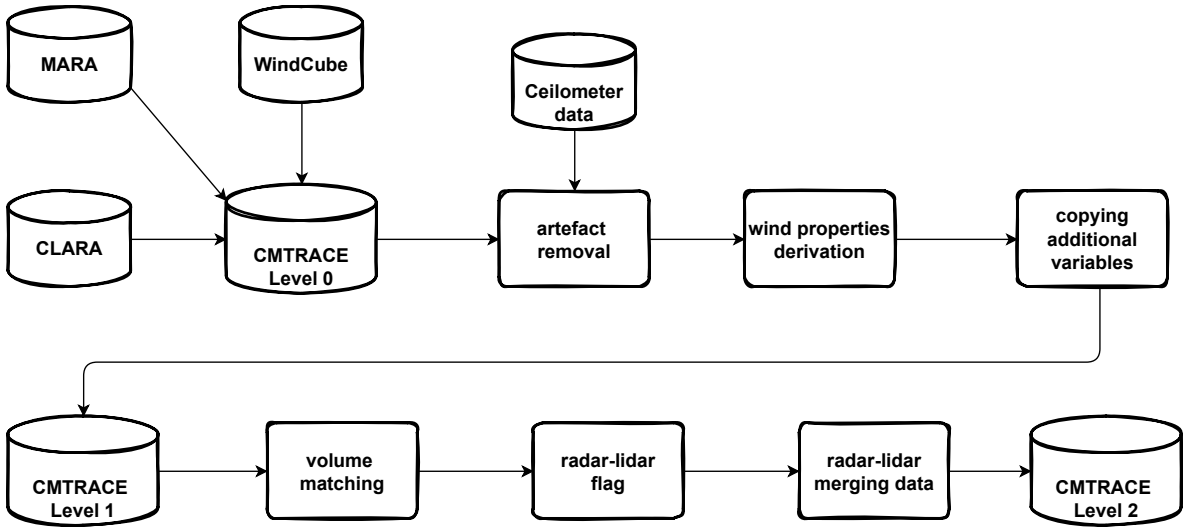 MARA
WindCube
Ceilometer
data
CLARA
CMTRACE
Level 0
artefact
removal
wind properties
derivation
copying
additional
variables
CMTRACE
Level 1
volume
matching
radar-lidar
flag
radar-lidar
merging data
CMTRACE
Level 2